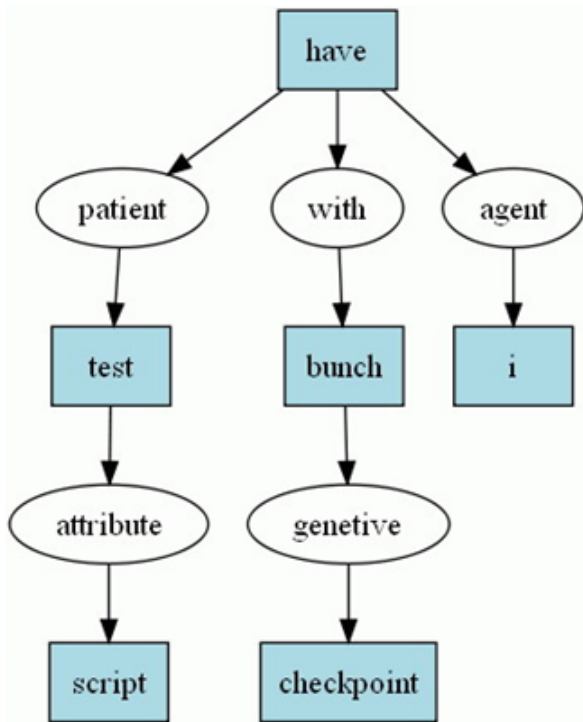 have
patient with agent
test bunch i
attribute genetive
script checkpoint